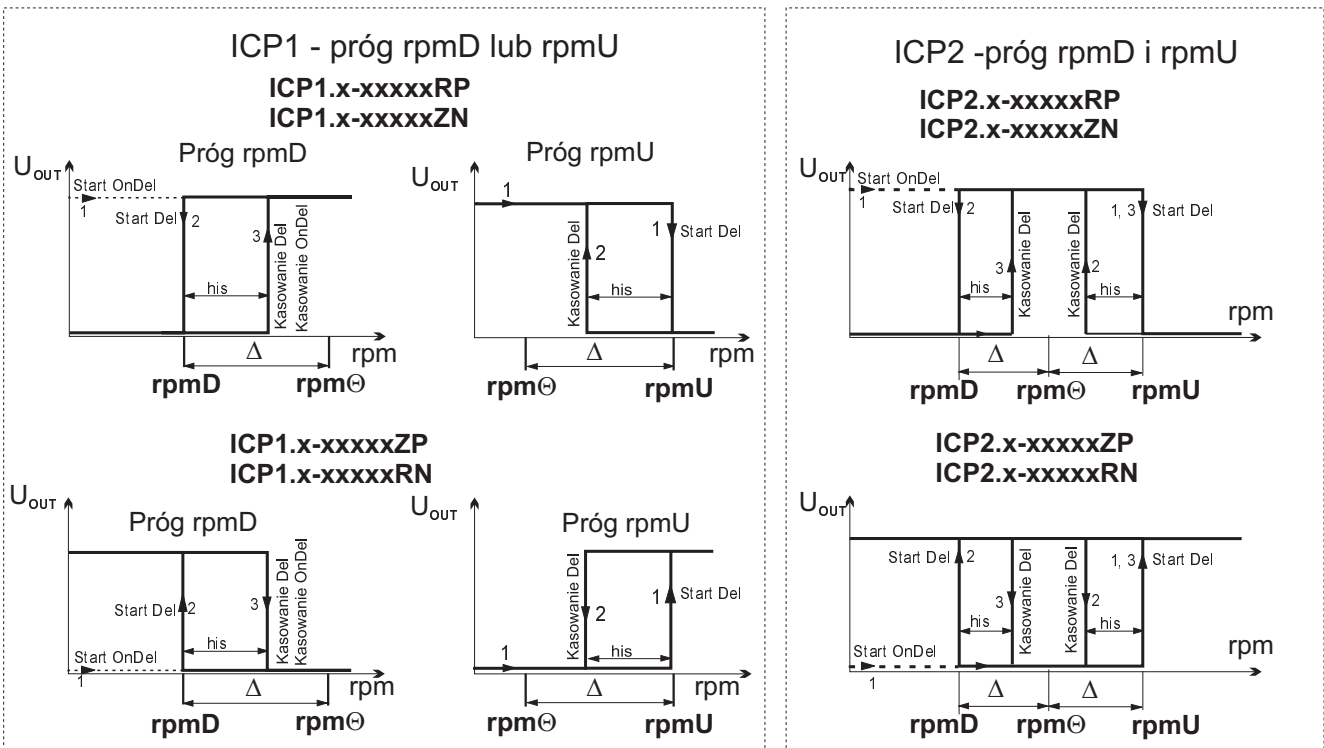 ICP1 - próg rpmD lub rpmU
ICP1.x-xxxxxRP
ICP1.x-xxxxxZN
Próg rpmD
U OUT
Start OnDel
1
Start Del
2
3
Kasowanie Del
Kasowanie OnDel
his
Δ
rpm
rpmD
rpmΘ
Próg rpmU
U OUT
1
1
Start Del
2
Kasowanie Del
his
Δ
rpm
rpmΘ
rpmU
ICP1.x-xxxxxZP
ICP1.x-xxxxxRN
U OUT
Próg rpmD
Start Del
2
3
Kasowanie Del
Kasowanie OnDel
his
Start OnDel
1
Δ
rpm
rpmD
rpmΘ
U OUT
Próg rpmU
Kasowanie Del
2
1
Start Del
his
1
Δ
rpm
rpmΘ
rpmU
ICP2 -próg rpmD i rpmU
ICP2.x-xxxxxRP
ICP2.x-xxxxxZN
U OUT
Start OnDel
1
Start Del
2
3
Kasowanie Del
Kasowanie Del
2
1, 3
Start Del
his
his
rpm
Δ
Δ
rpmD
rpmΘ
rpmU
ICP2.x-xxxxxZP
ICP2.x-xxxxxRN
U OUT
Start Del
2
3
Kasowanie Del
Kasowanie Del
2
1, 3
Start Del
his
his
Start OnDel
1
rpm
Δ
Δ
rpmD
rpmΘ
rpmU